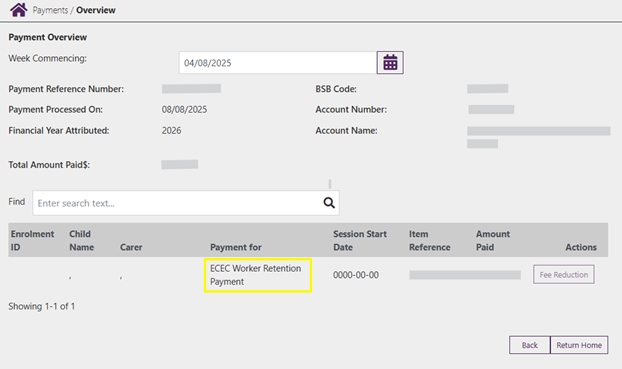 Payments / Overview
Payment Overview
Week Commencing: 04/08/2025
Payment Reference Number: BSB Code:
Payment Processed On: 08/08/2025 Account Number:
Financial Year Attributed: 2026 Account Name:
Total Amount Paid$:
Find Enter search text...
Enrolment ID Child Name Carer Payment for Session Start Date Item Reference Amount Paid Actions
, , ECEC Worker Retention Payment 0000-00-00 Fee Reduction
Showing 1-1 of 1
Back Return Home